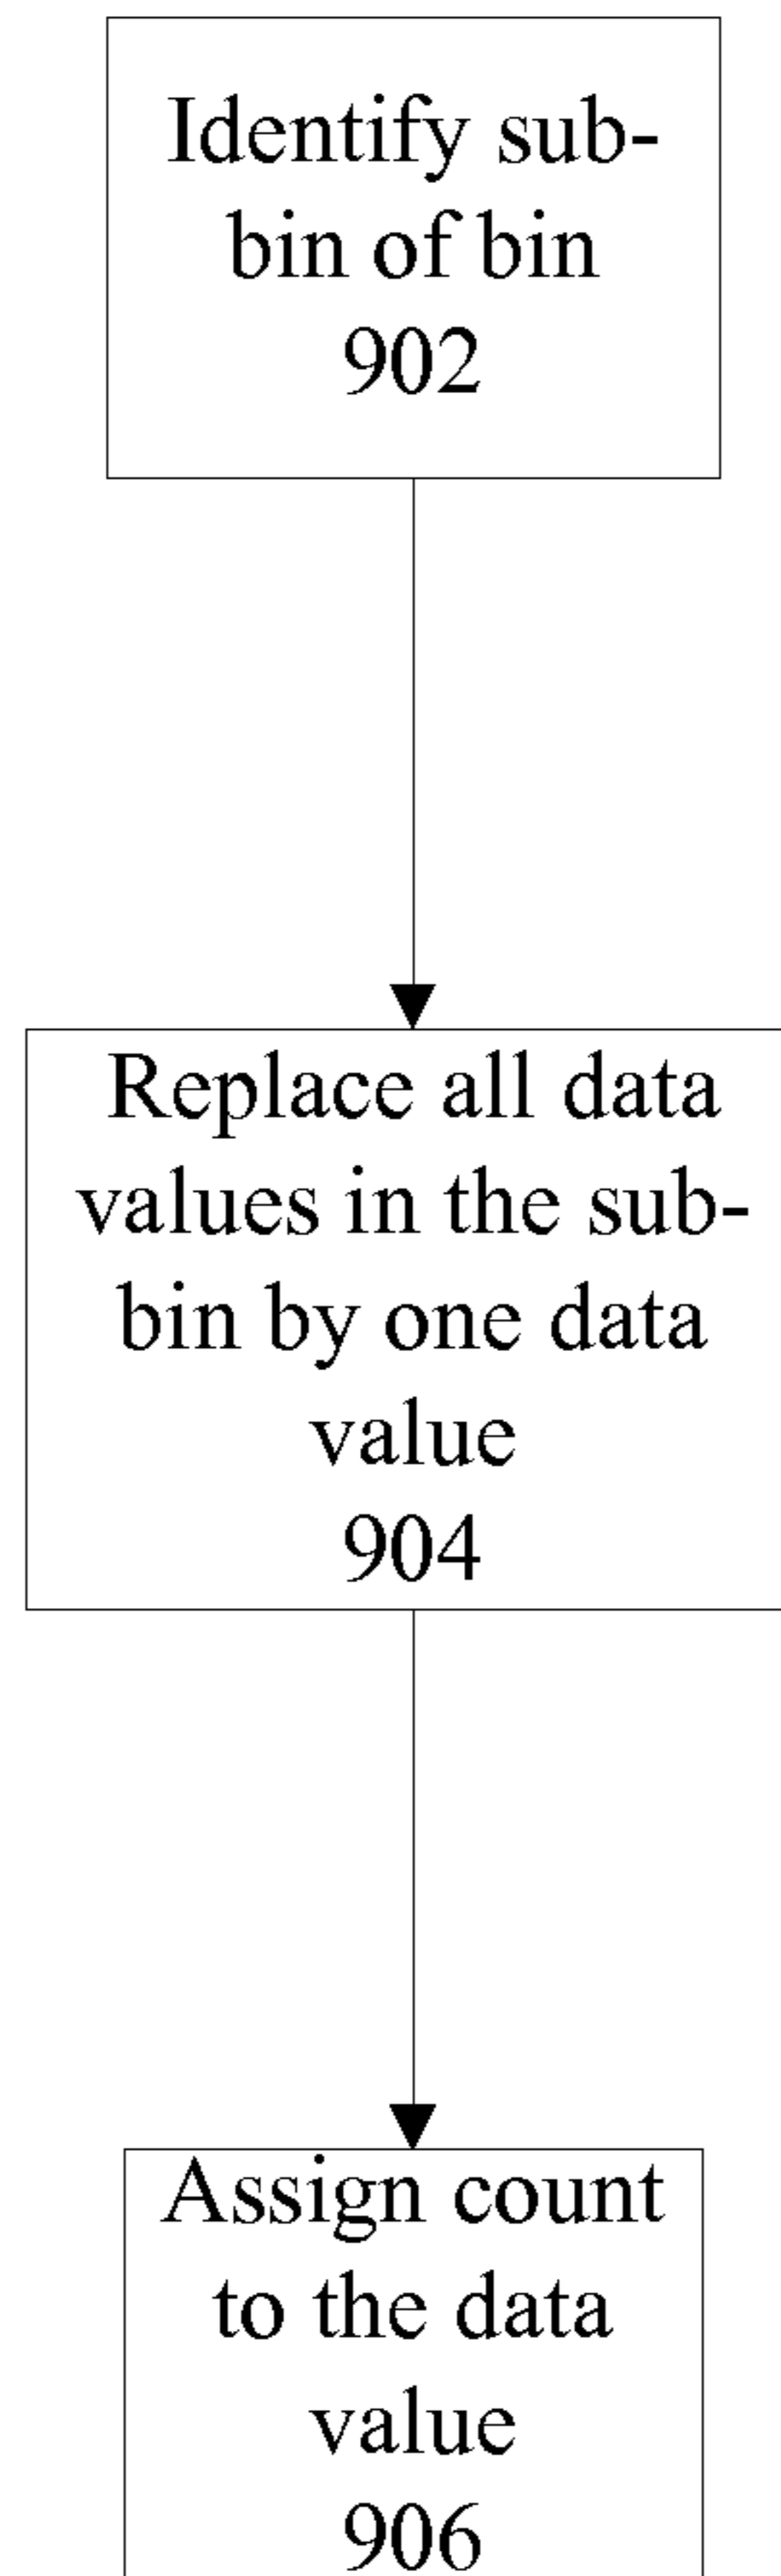 Identify sub-
bin of bin
902
Replace all data
values in the sub-
bin by one data
value
904
Assign count
to the data
value
906